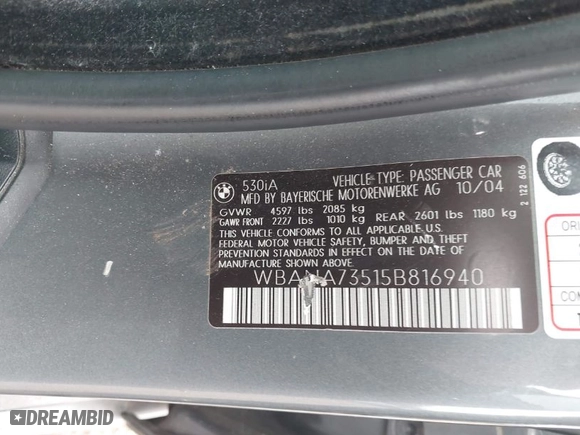 530iA VEHICLE TYPE: PASSENGER CAR
MFD BY BAYERISCHE MOTORENWERKE AG 10/04
GVWR 4597 lbs 2085 kg
GAWR FRONT 2227 lbs 1010 kg REAR 2601 lbs 1180 kg
THIS VEHICLE CONFORMS TO ALL APPLICABLE U.S.
FEDERAL MOTOR VEHICLE SAFETY, BUMPER AND THEFT
PREVENTION STANDARDS IN EFFECT ON THE DATE OF
MANUFACTURE SHOWN ABOVE.
WBANA73515B816940
2 122 606
ORI
COM
DREAMBID